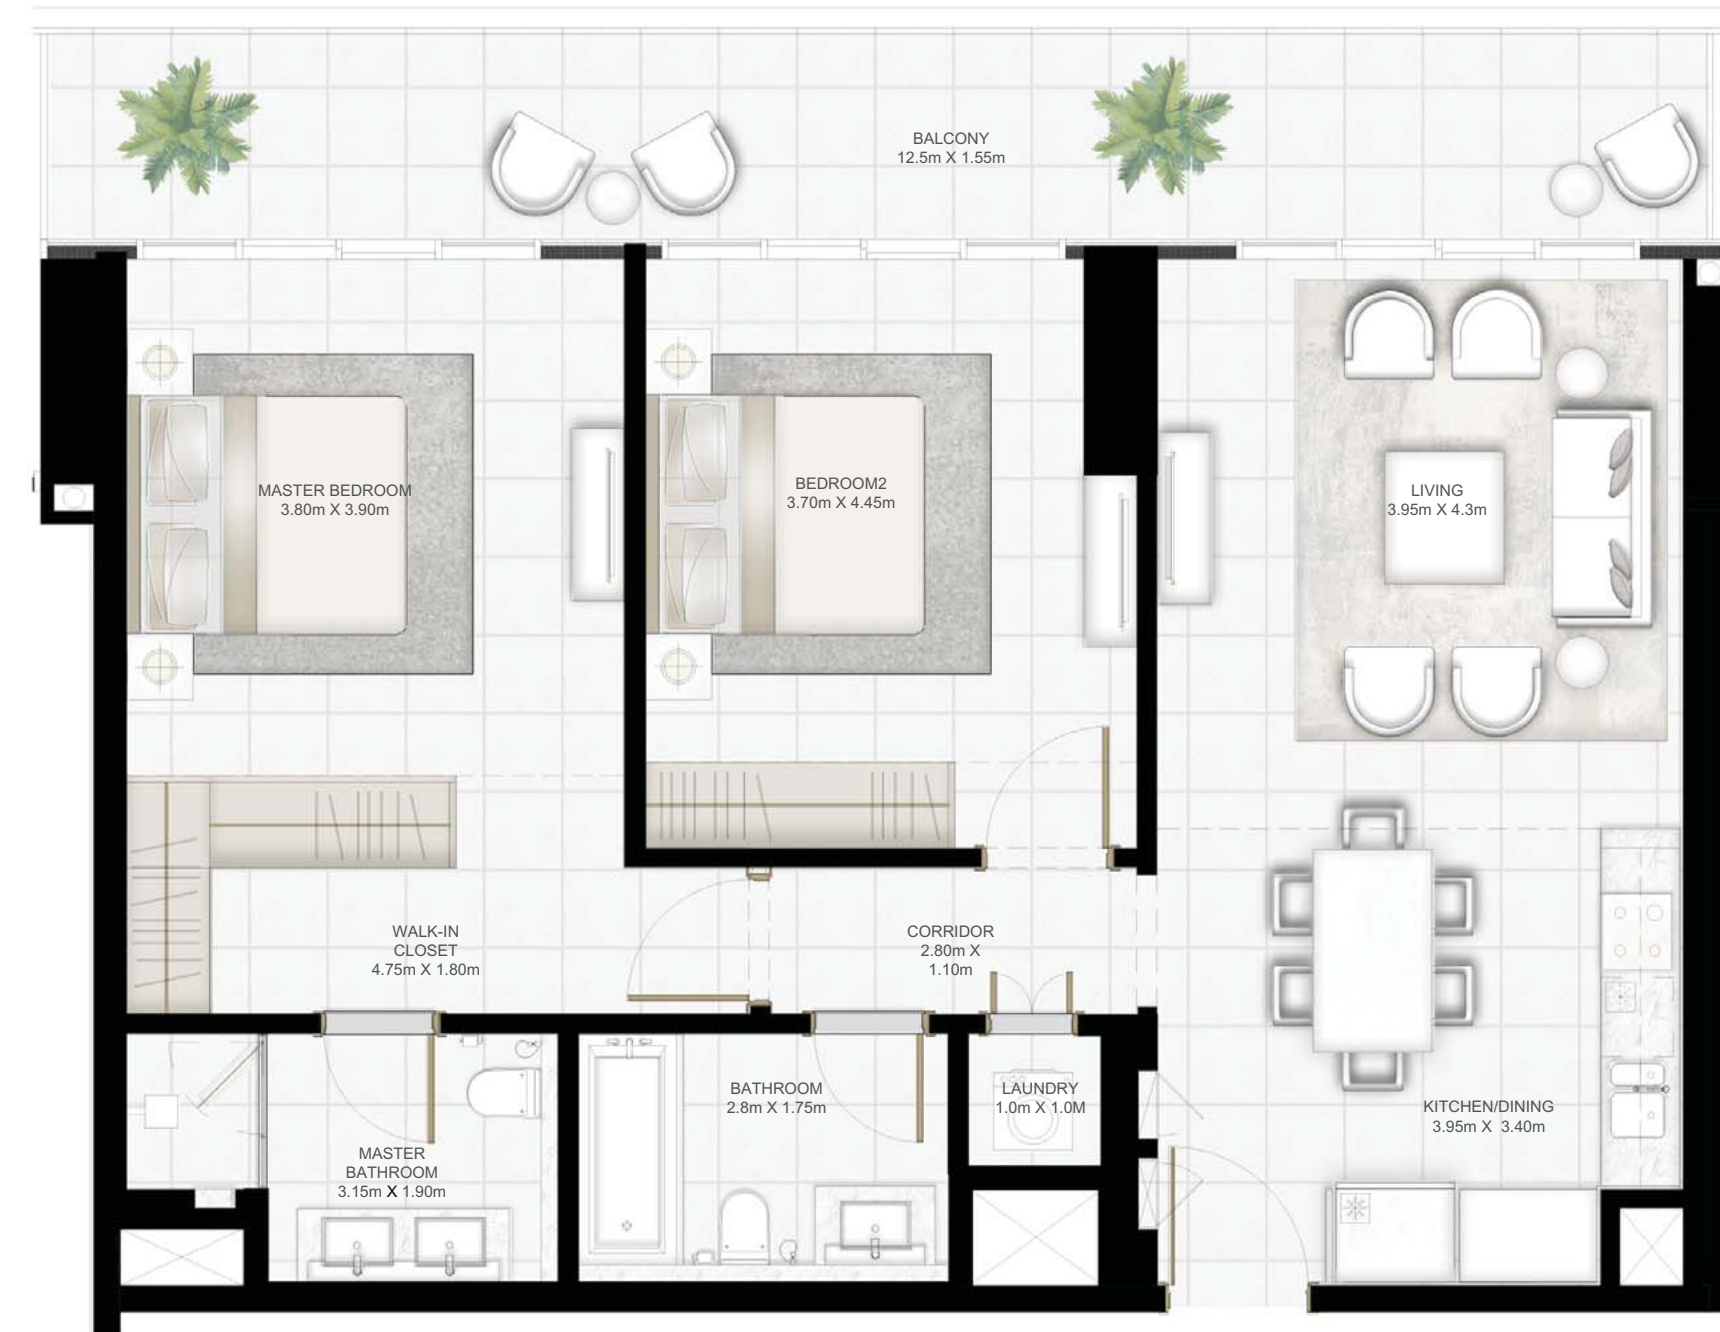 BALCONY
12.5m X 1.55m
MASTER BEDROOM
3.80m X 3.90m
BEDROOM2
3.70m X 4.45m
LIVING
3.95m X 4.3m
WALK-IN
CLOSET
4.75m X 1.80m
CORRIDOR
2.80m X
1.10m
BATHROOM
2.8m X 1.75m
LAUNDRY
1.0m X 1.0M
KITCHEN/DINING
3.95m X 3.40m
MASTER
BATHROOM
3.15m X 1.90m